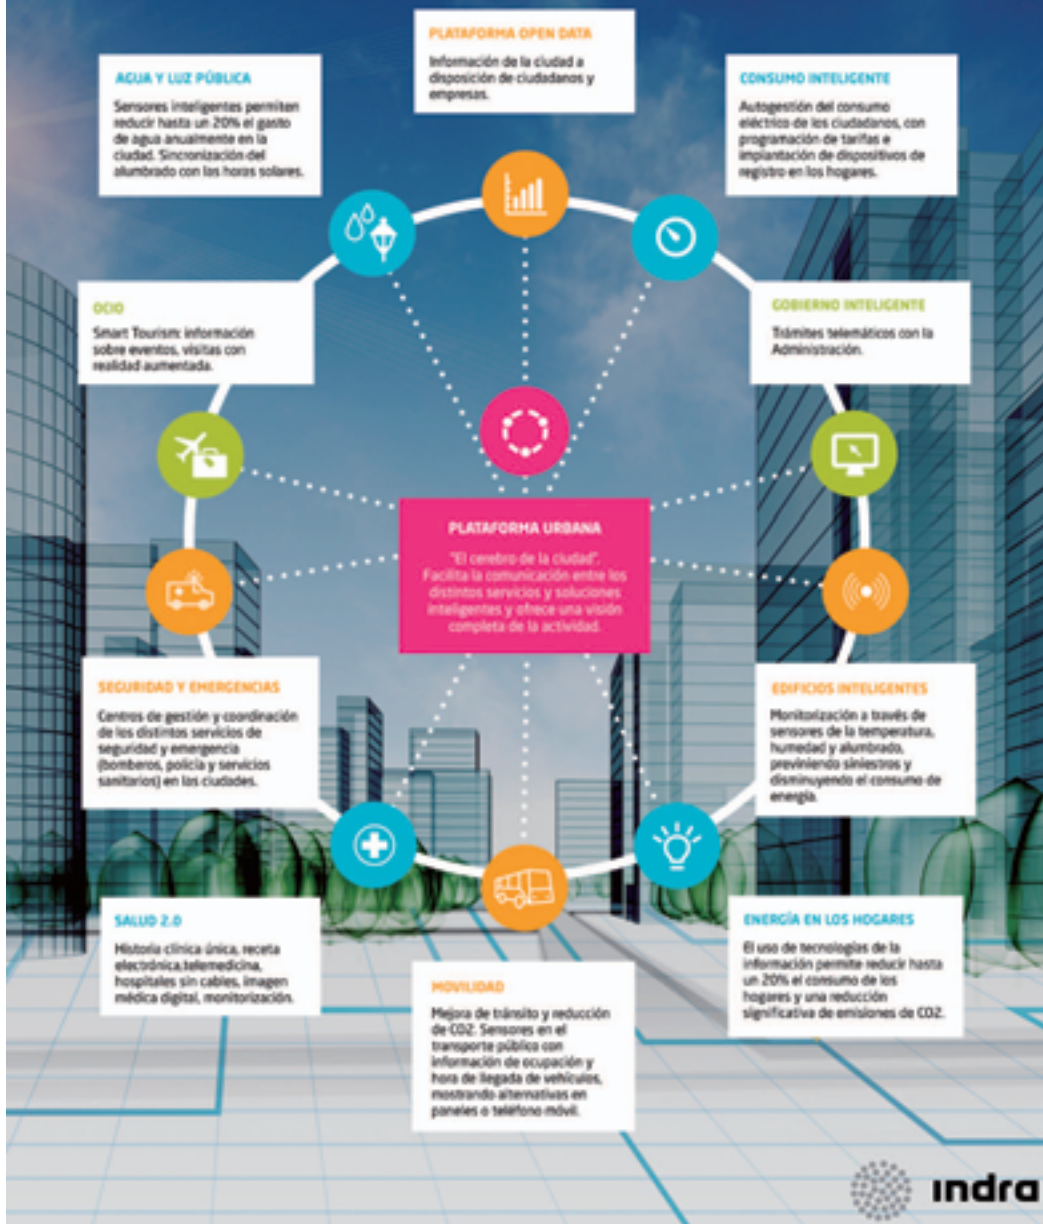 PLATAFORMA OPEN DATA
Información de la ciudad a
disposición de ciudadanos y
empresas.
AGUA Y LUZ PÚBLICA
Sensores inteligentes permiten
reducir hasta un 20% el gasto
de agua anualmente en la
ciudad. Sincronización del
alumbrado con las horas solares.
CONSUMO INTELIGENTE
Autogestión del consumo
eléctrico de los ciudadanos, con
programación de tarifas e
implantación de dispositivos de
registro en los hogares.
OCIO
Smart Tourism: información
sobre eventos, visitas con
realidad aumentada.
GOBIERNO INTELIGENTE
Trámites telemáticos con la
Administración.
PLATAFORMA URBANA
"El cerebro de la ciudad".
Facilita la comunicación entre los
distintos servicios y soluciones
inteligentes y ofrece una visión
completa de la actividad.
SEGURIDAD Y EMERGENCIAS
Centros de gestión y coordinación
de los distintos servicios de
seguridad y emergencia
(bomberos, policía y servicios
sanitarios) en las ciudades.
EDIFICIOS INTELIGENTES
Monitorización a través de
sensores de la temperatura,
humedad y alumbrado,
previniendo siniestros y
disminuyendo el consumo de
energía.
SALUD 2.0
Historia clínica única, receta
electrónica,telemedicina,
hospitales sin cables, imagen
médica digital, monitorización.
MOVILIDAD
Mejora de tránsito y reducción
de CO2. Sensores en el
transporte público con
información de ocupación y
hora de llegada de vehículos,
mostrando alternativas en
paneles o teléfono móvil.
ENERGÍA EN LOS HOGARES
El uso de tecnologías de la
información permite reducir hasta
un 20% el consumo de los
hogares y una reducción
significativa de emisiones de CO2.
indra